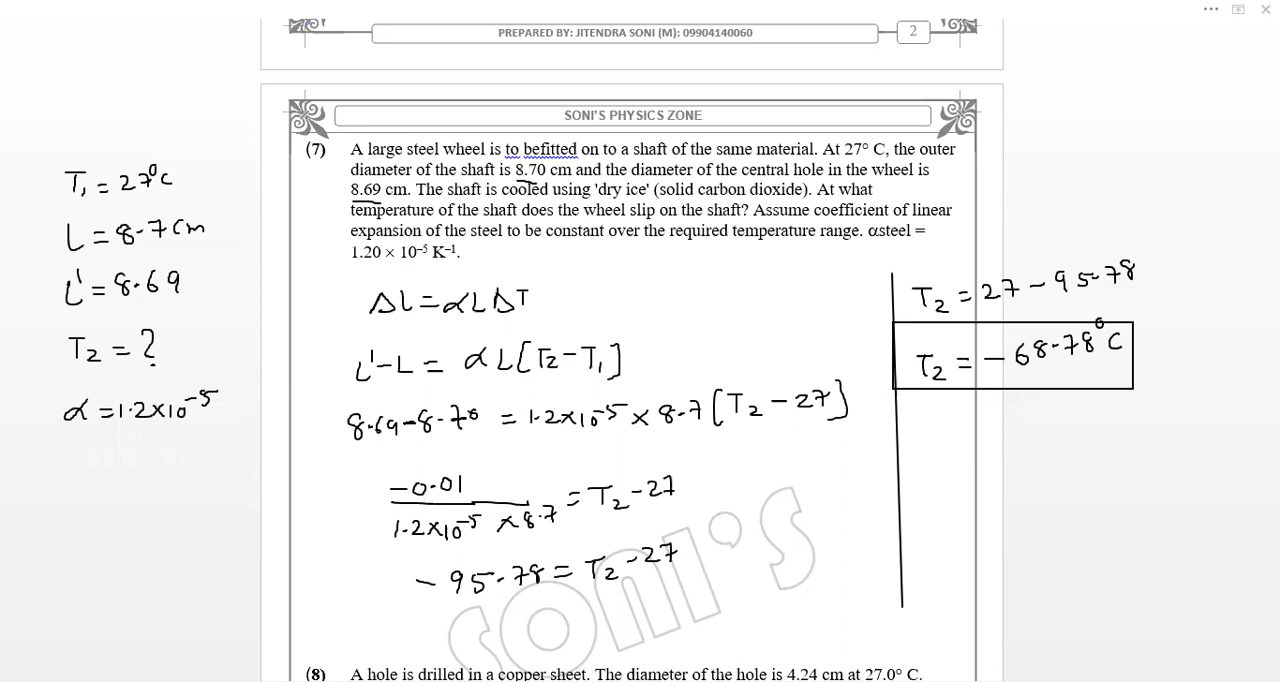 PREPARED BY: JITENDRA SONI (M): 09904140060
2
SONI'S PHYSICS ZONE
(7) A large steel wheel is to befitted on to a shaft of the same material. At 27° C, the outer
diameter of the shaft is 8.70 cm and the diameter of the central hole in the wheel is
8.69 cm. The shaft is cooled using 'dry ice' (solid carbon dioxide). At what
temperature of the shaft does the wheel slip on the shaft? Assume coefficient of linear
expansion of the steel to be constant over the required temperature range. αsteel =
1.20 × 10⁻⁵ K⁻¹.
T₁ = 27°C
L = 8.7 cm
L' = 8.69
T₂ = ?
α = 1.2×10⁻⁵
ΔL = αLΔT
L'-L = αL[T₂-T₁]
8.69-8.70 = 1.2×10⁻⁵ × 8.7 [T₂-27]
-0.01
1.2×10⁻⁵ × 8.7 = T₂-27
-95.78 = T₂-27
T₂ = 27-95.78
T₂ = -68.78°C
SONI'S
(8) A hole is drilled in a copper sheet. The diameter of the hole is 4.24 cm at 27.0° C.